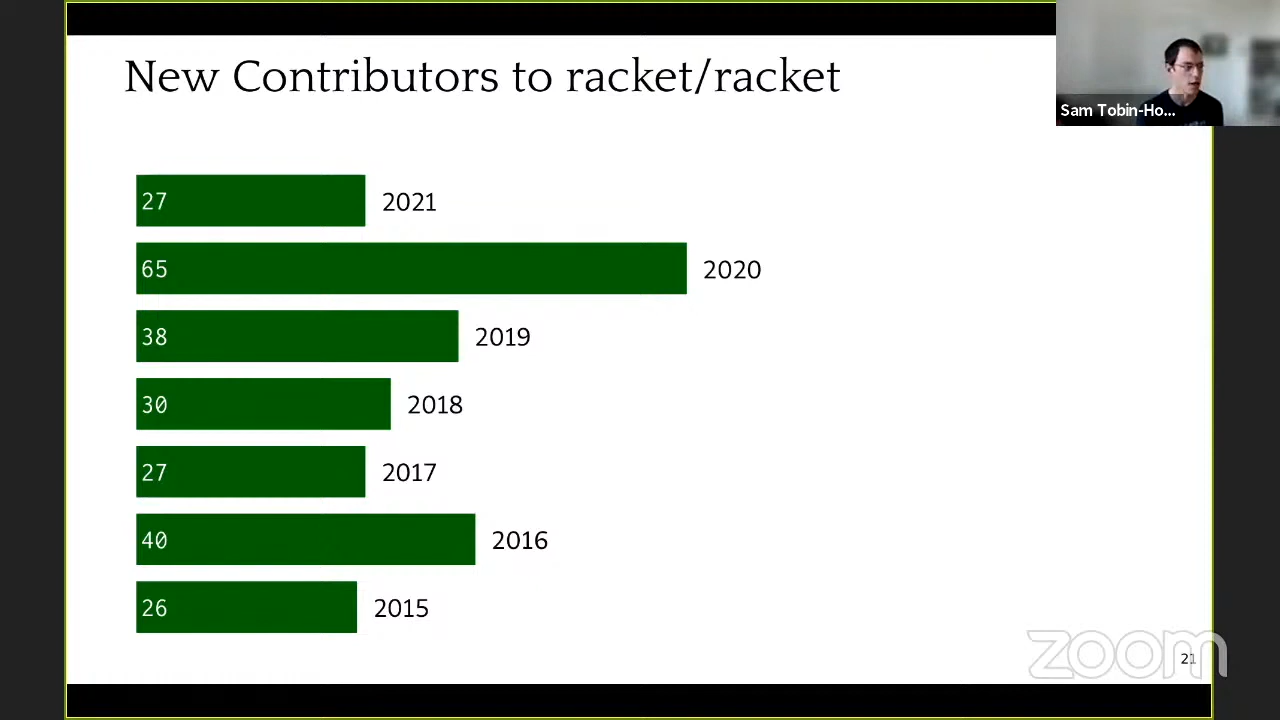 New Contributors to racket/racket
Sam Tobin-Ho...
27 2021
65 2020
38 2019
30 2018
27 2017
40 2016
26 2015
zoom
21